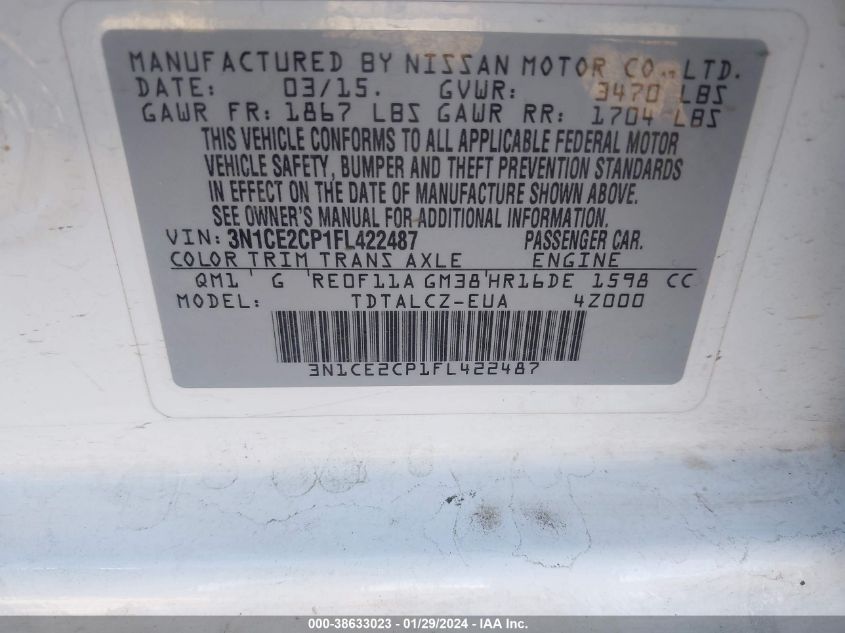 MANUFACTURED BY NISSAN MOTOR CO., LTD.
DATE: 03/15. GVWR: 3470 LBS
GAWR FR: 1867 LBS GAWR RR: 1704 LBS
THIS VEHICLE CONFORMS TO ALL APPLICABLE FEDERAL MOTOR
VEHICLE SAFETY, BUMPER AND THEFT PREVENTION STANDARDS
IN EFFECT ON THE DATE OF MANUFACTURE SHOWN ABOVE.
SEE OWNER'S MANUAL FOR ADDITIONAL INFORMATION.
VIN: 3N1CE2CP1FL422487 PASSENGER CAR.
COLOR TRIM TRANS AXLE ENGINE
QM1 G RE0F11A GM38 HR16DE 1598 CC
MODEL: TDTALCZ-EUA 4Z000
3N1CE2CP1FL422487
000-38633023 - 01/29/2024 - IAA Inc.